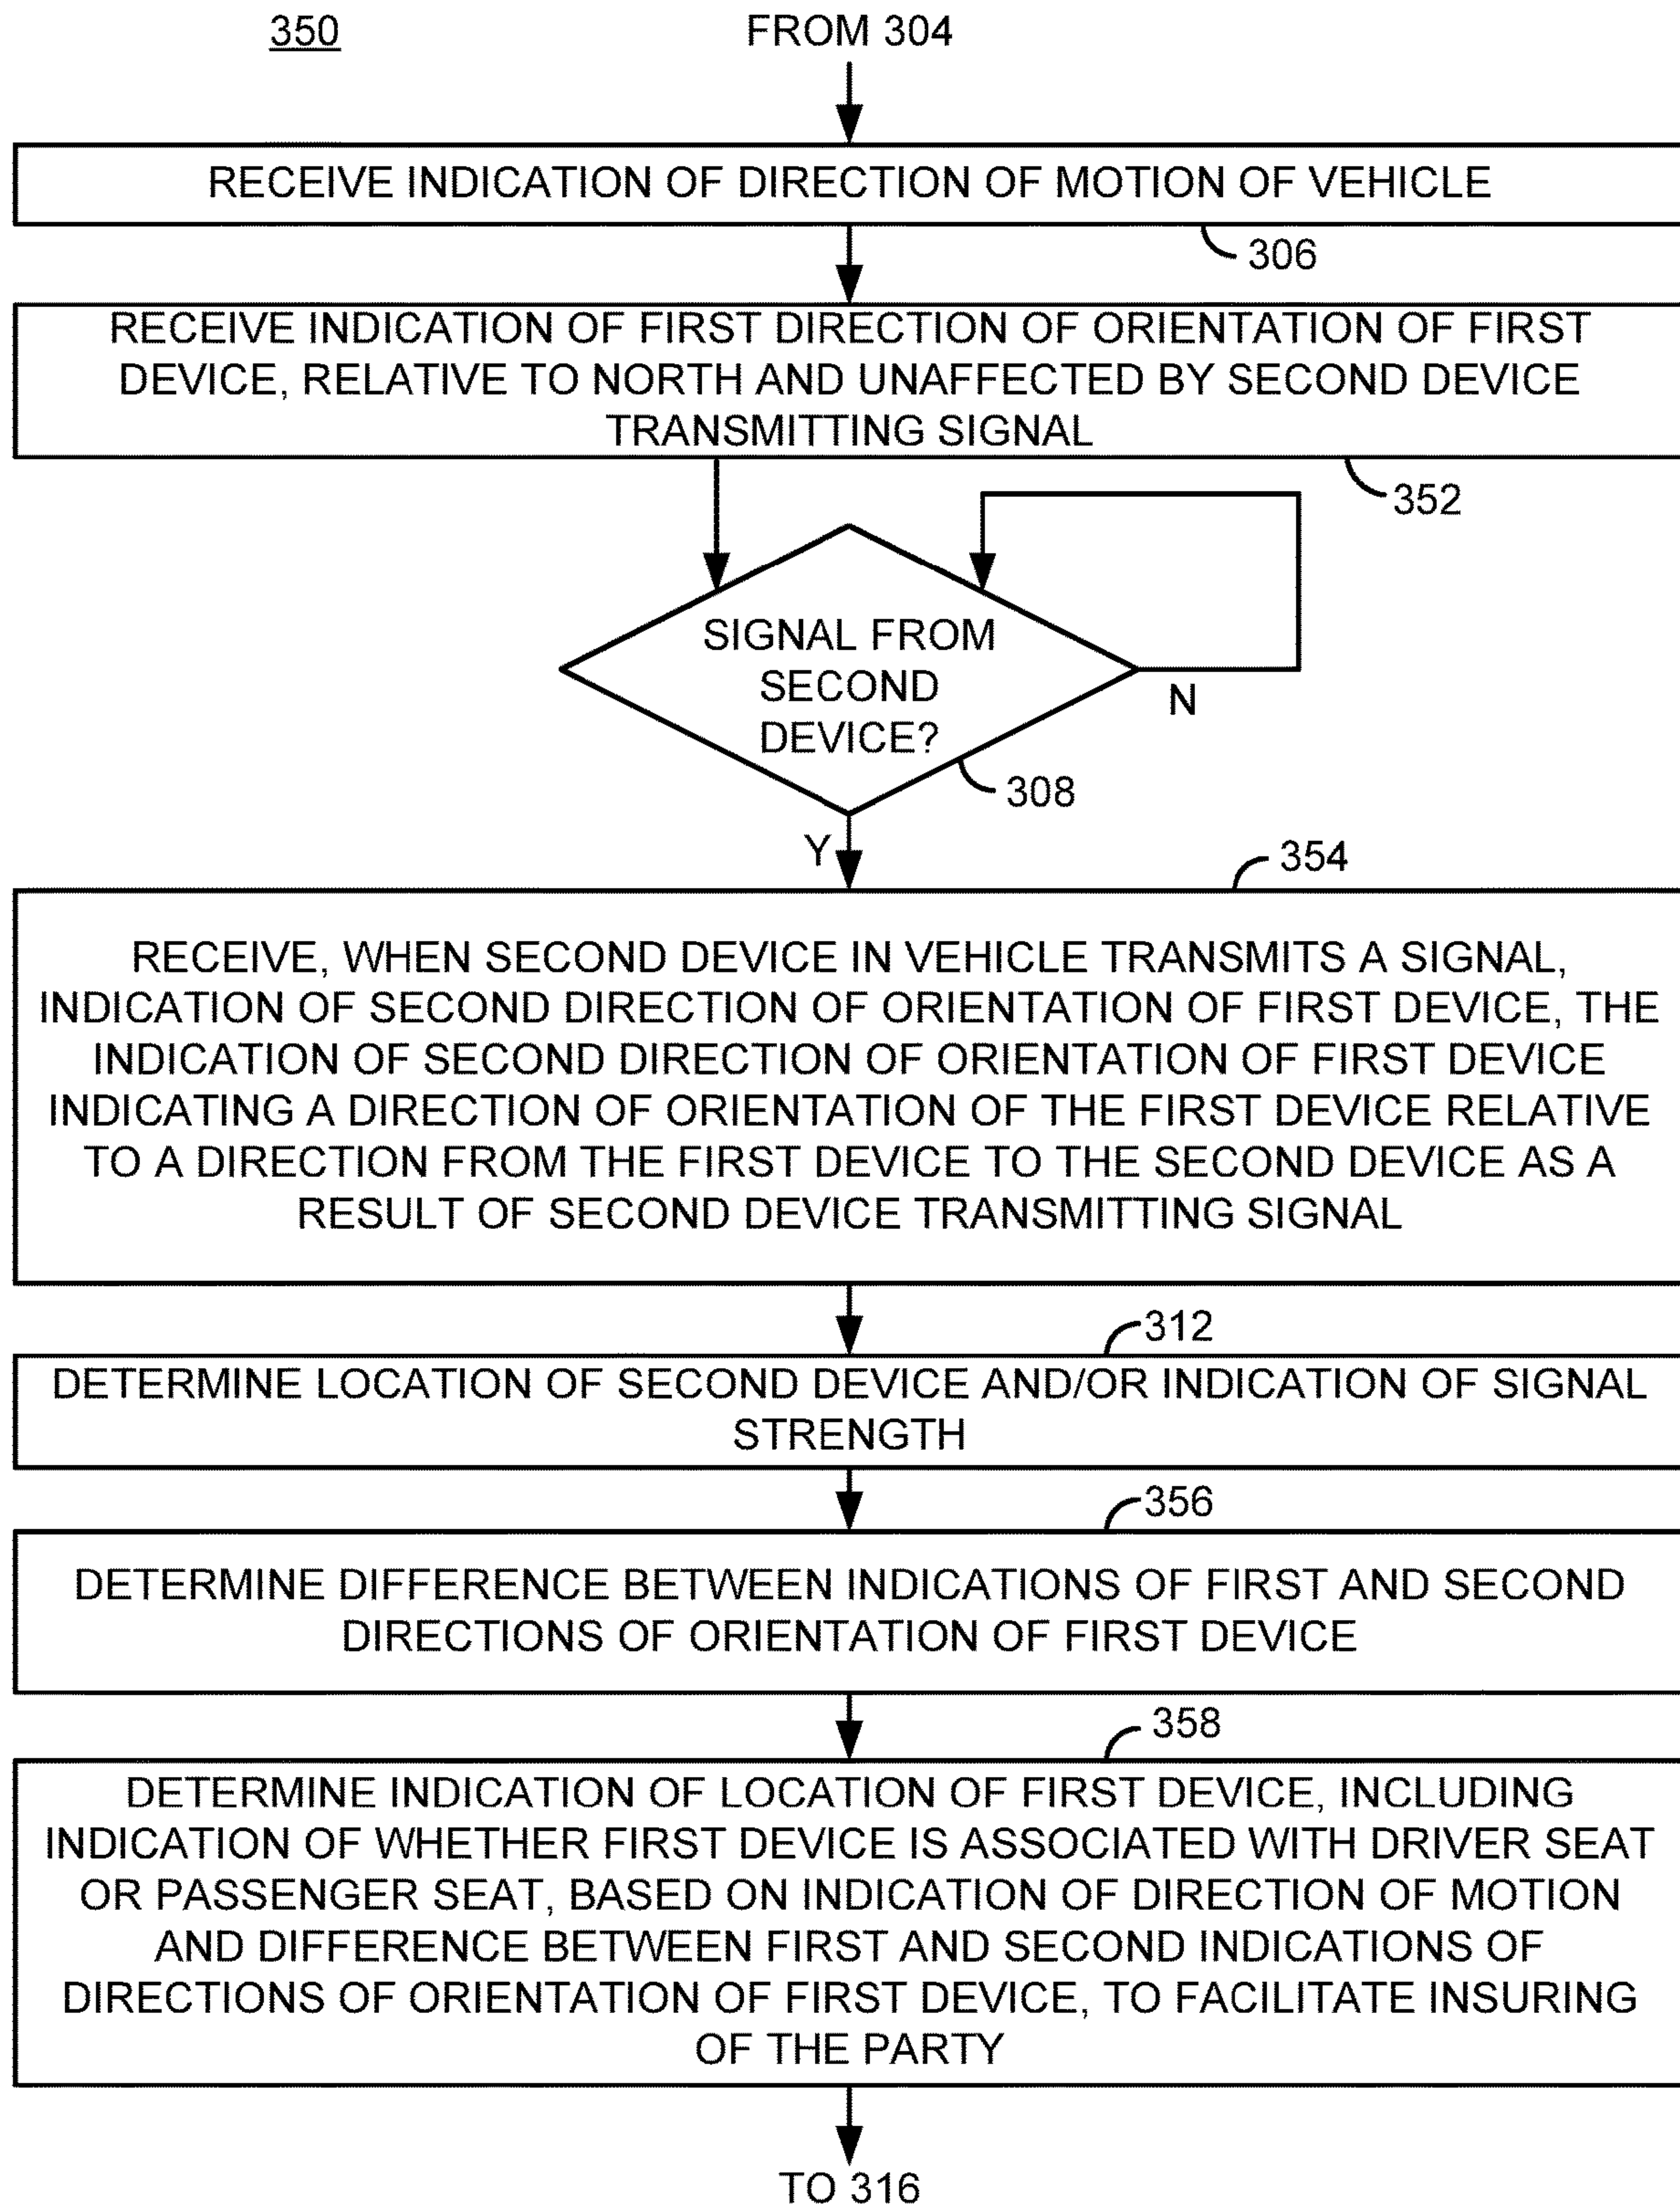 350
FROM 304
RECEIVE INDICATION OF DIRECTION OF MOTION OF VEHICLE
306
RECEIVE INDICATION OF FIRST DIRECTION OF ORIENTATION OF FIRST
DEVICE, RELATIVE TO NORTH AND UNAFFECTED BY SECOND DEVICE
TRANSMITTING SIGNAL
352
SIGNAL FROM
SECOND
DEVICE?
N
308
Y
354
RECEIVE, WHEN SECOND DEVICE IN VEHICLE TRANSMITS A SIGNAL,
INDICATION OF SECOND DIRECTION OF ORIENTATION OF FIRST DEVICE, THE
INDICATION OF SECOND DIRECTION OF ORIENTATION OF FIRST DEVICE
INDICATING A DIRECTION OF ORIENTATION OF THE FIRST DEVICE RELATIVE
TO A DIRECTION FROM THE FIRST DEVICE TO THE SECOND DEVICE AS A
RESULT OF SECOND DEVICE TRANSMITTING SIGNAL
312
DETERMINE LOCATION OF SECOND DEVICE AND/OR INDICATION OF SIGNAL
STRENGTH
356
DETERMINE DIFFERENCE BETWEEN INDICATIONS OF FIRST AND SECOND
DIRECTIONS OF ORIENTATION OF FIRST DEVICE
358
DETERMINE INDICATION OF LOCATION OF FIRST DEVICE, INCLUDING
INDICATION OF WHETHER FIRST DEVICE IS ASSOCIATED WITH DRIVER SEAT
OR PASSENGER SEAT, BASED ON INDICATION OF DIRECTION OF MOTION
AND DIFFERENCE BETWEEN FIRST AND SECOND INDICATIONS OF
DIRECTIONS OF ORIENTATION OF FIRST DEVICE, TO FACILITATE INSURING
OF THE PARTY
TO 316